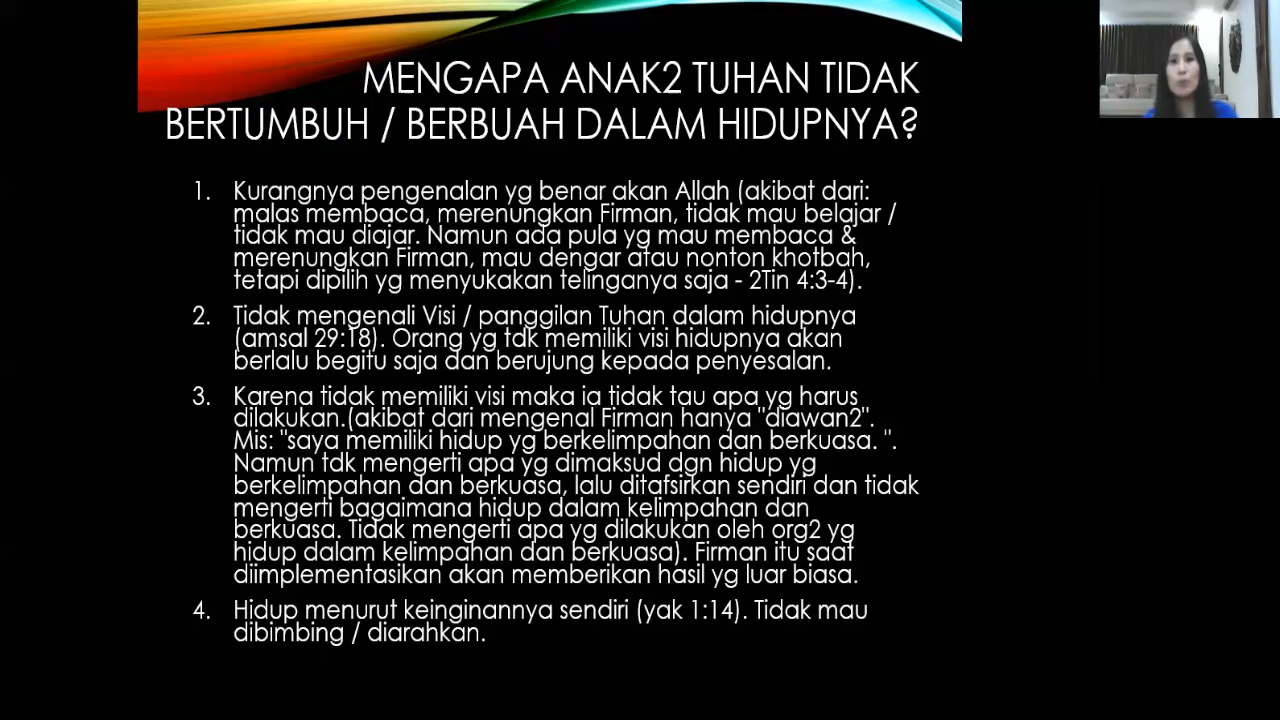 MENGAPA ANAK2 TUHAN TIDAK
BERTUMBUH / BERBUAH DALAM HIDUPNYA?
1. Kurangnya pengenalan yg benar akan Allah (akibat dari:
malas membaca, merenungkan Firman, tidak mau belajar /
tidak mau diajar. Namun ada pula yg mau membaca &
merenungkan Firman, mau dengar atau nonton khotbah,
tetapi dipilih yg menyukakan telinganya saja - 2Tin 4:3-4).
2. Tidak mengenali Visi / panggilan Tuhan dalam hidupnya
(amsal 29:18). Orang yg tdk memiliki visi hidupnya akan
berlalu begitu saja dan berujung kepada penyesalan.
3. Karena tidak memiliki visi maka ia tidak tau apa yg harus
dilakukan.(akibat dari mengenal Firman hanya "diawan2".
Mis: "saya memiliki hidup yg berkelimpahan dan berkuasa. ".
Namun tdk mengerti apa yg dimaksud dgn hidup yg
berkelimpahan dan berkuasa, lalu ditafsirkan sendiri dan tidak
mengerti bagaimana hidup dalam kelimpahan dan
berkuasa. Tidak mengerti apa yg dilakukan oleh org2 yg
hidup dalam kelimpahan dan berkuasa). Firman itu saat
diimplementasikan akan memberikan hasil yg luar biasa.
4. Hidup menurut keinginannya sendiri (yak 1:14). Tidak mau
dibimbing / diarahkan.